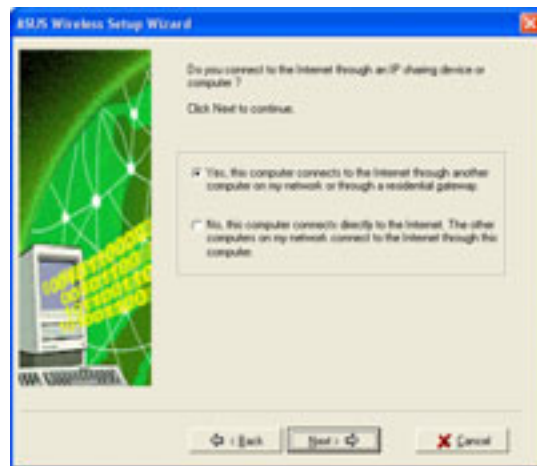 ASUS Wireless Setup Wizard
Do you connect to the Internet through an IP sharing device or
computer ?
Click Next to continue.
Yes, this computer connects to the Internet through another
computer on my network or through a residential gateway.
No, this computer connects directly to the Internet. The other
computers on my network connect to the Internet through this
computer.
< Back
Next >
Cancel